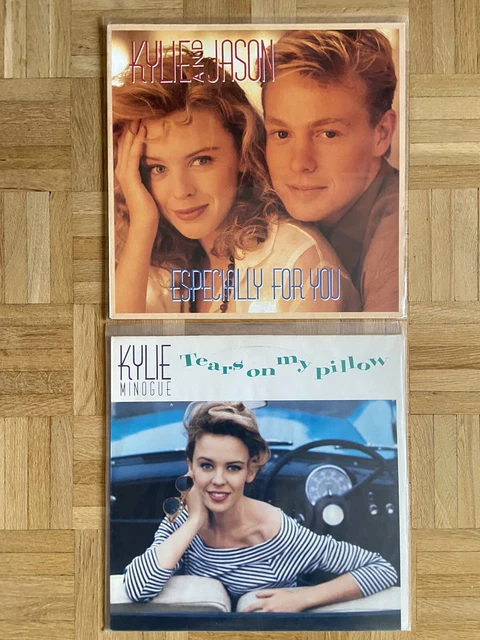 KYLIE AND JASON
ESPECIALLY FOR YOU
KYLIE
MINOGUE
Tears on my pillow